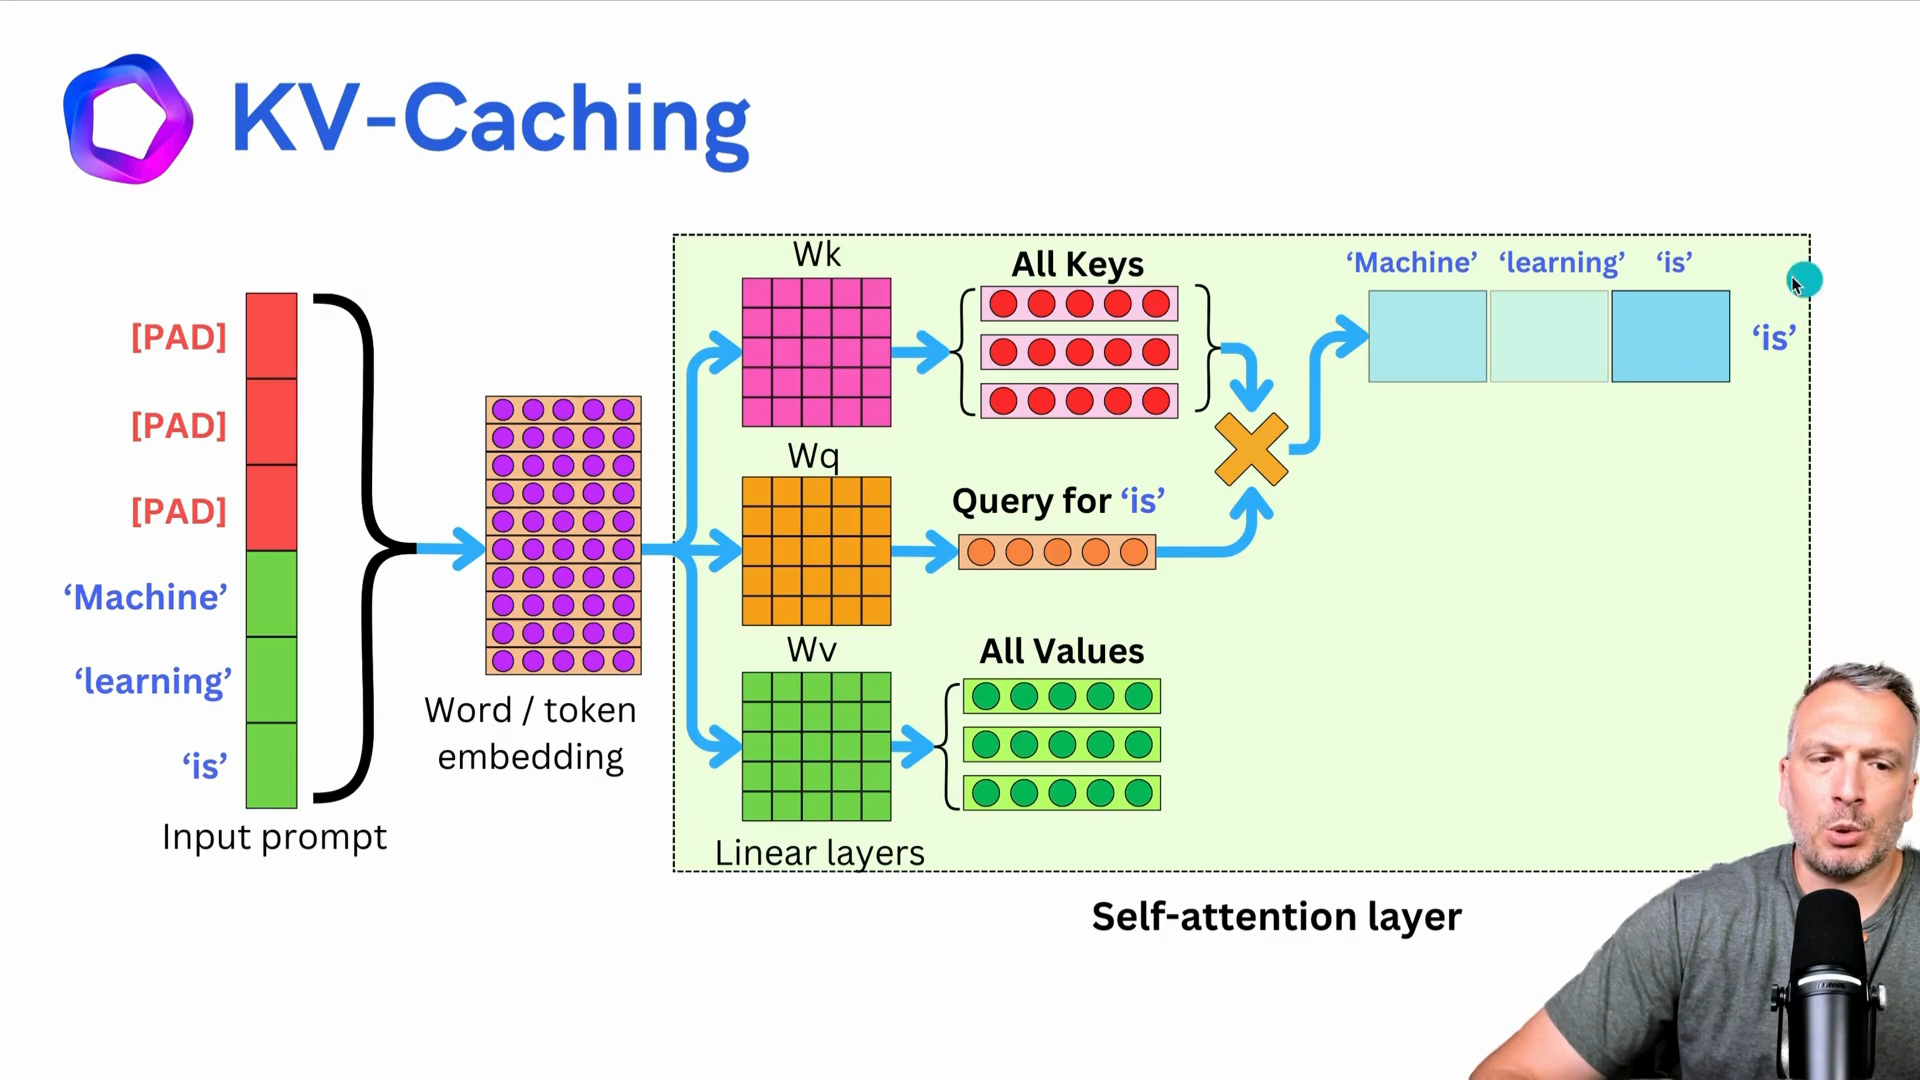 KV-Caching
[PAD]
[PAD]
[PAD]
‘Machine’
‘learning’
‘is’
Input prompt
Word / token
embedding
Wk
Wq
Wv
Linear layers
All Keys
Query for ‘is’
All Values
‘Machine’ ‘learning’ ‘is’
‘is’
Self-attention layer